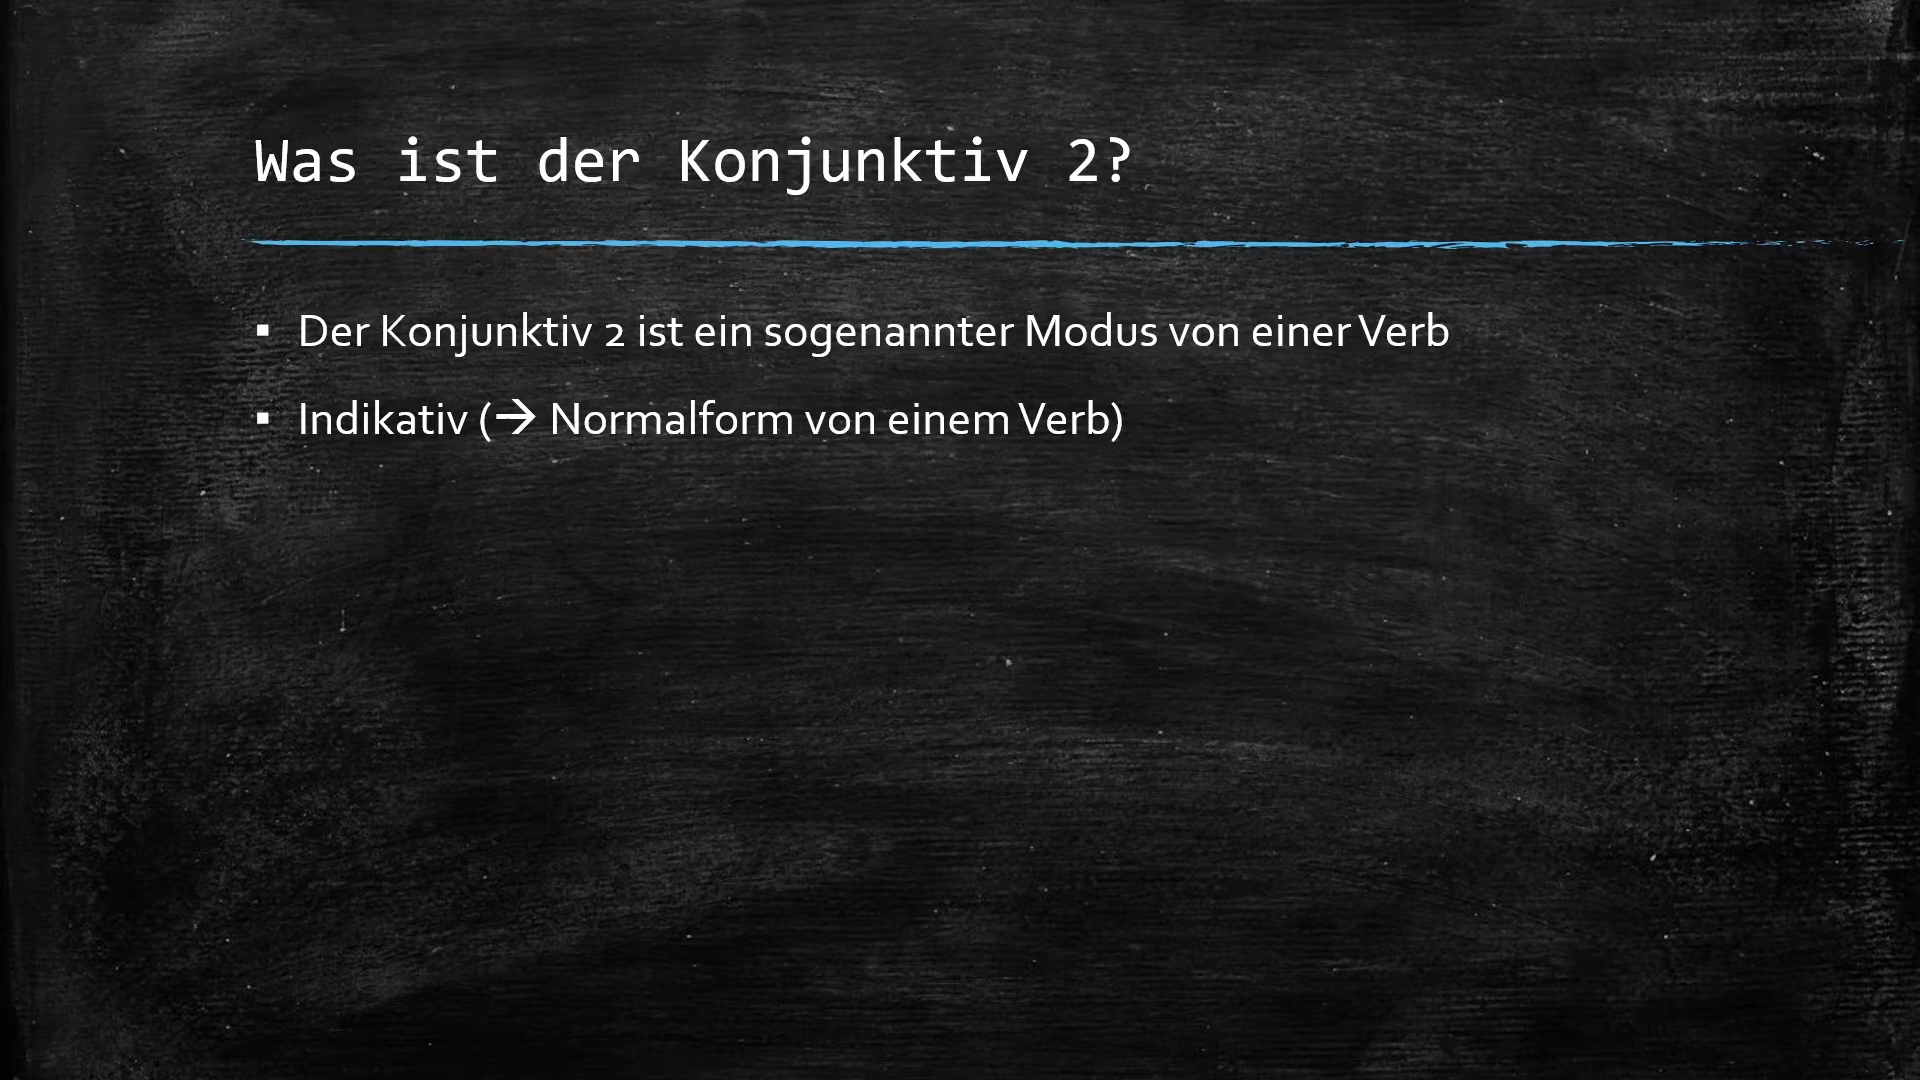 Was ist der Konjunktiv 2?
▪ Der Konjunktiv 2 ist ein sogenannter Modus von einer Verb
▪ Indikativ (→ Normalform von einem Verb)